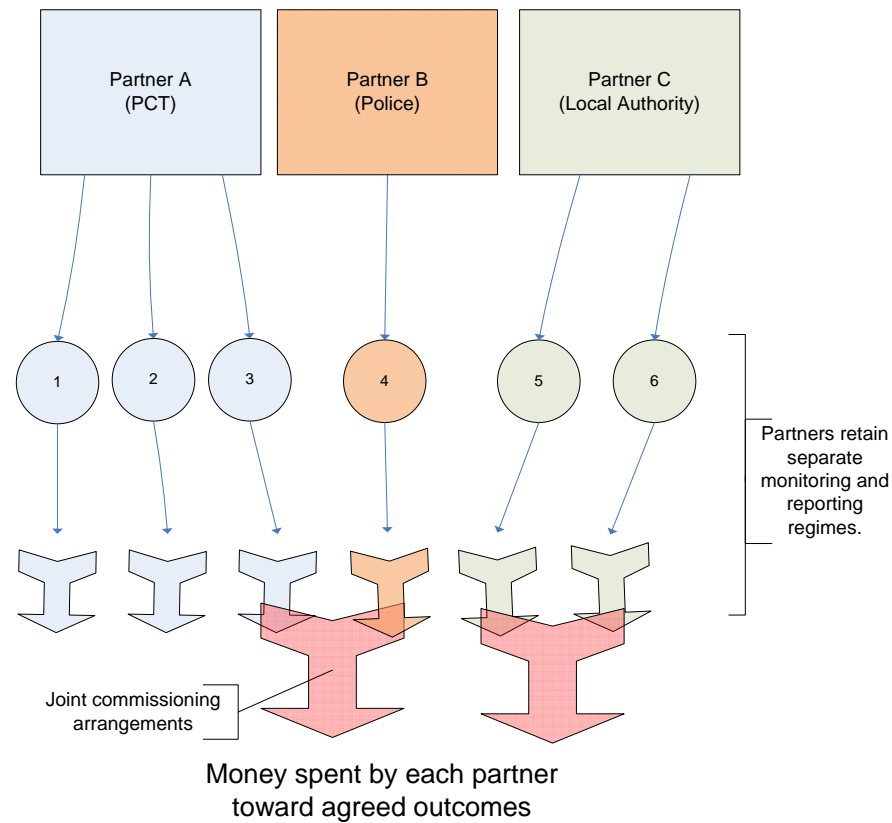 Partner A
(PCT)
Partner B
(Police)
Partner C
(Local Authority)
1
2
3
4
5
6
Partners retain
separate
monitoring and
reporting
regimes.
Joint commissioning
arrangements
Money spent by each partner
toward agreed outcomes